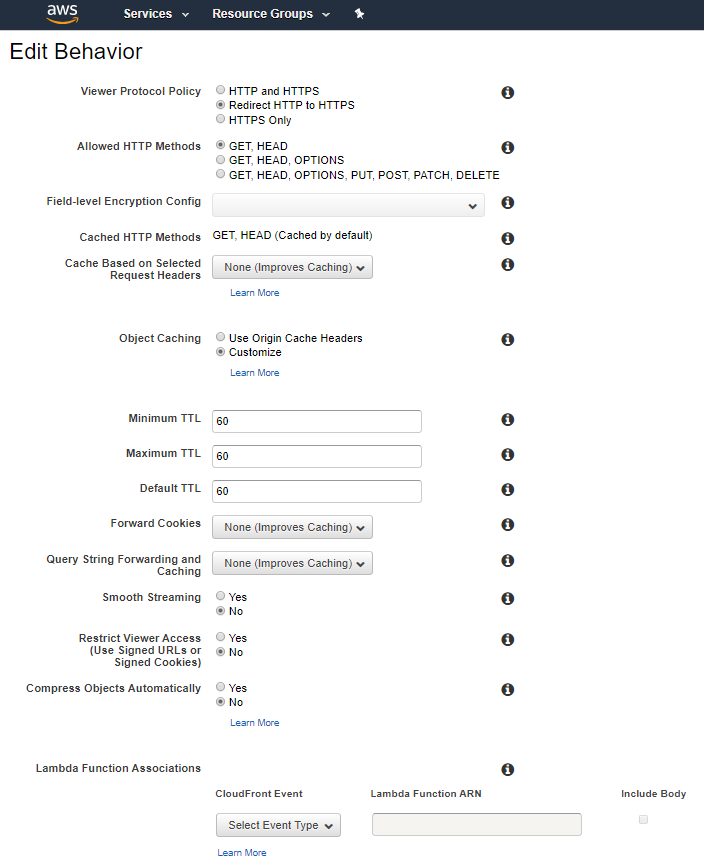 aws Services Resource Groups
Edit Behavior
Viewer Protocol Policy HTTP and HTTPS
Redirect HTTP to HTTPS
HTTPS Only
Allowed HTTP Methods GET, HEAD
GET, HEAD, OPTIONS
GET, HEAD, OPTIONS, PUT, POST, PATCH, DELETE
Field-level Encryption Config
Cached HTTP Methods GET, HEAD (Cached by default)
Cache Based on Selected
Request Headers
None (Improves Caching)
Learn More
Object Caching Use Origin Cache Headers
Customize
Learn More
Minimum TTL 60
Maximum TTL 60
Default TTL 60
Forward Cookies None (Improves Caching)
Query String Forwarding and
Caching
None (Improves Caching)
Smooth Streaming Yes
No
Restrict Viewer Access
(Use Signed URLs or
Signed Cookies)
Yes
No
Compress Objects Automatically Yes
No
Learn More
Lambda Function Associations
CloudFront Event Lambda Function ARN Include Body
Select Event Type
Learn More